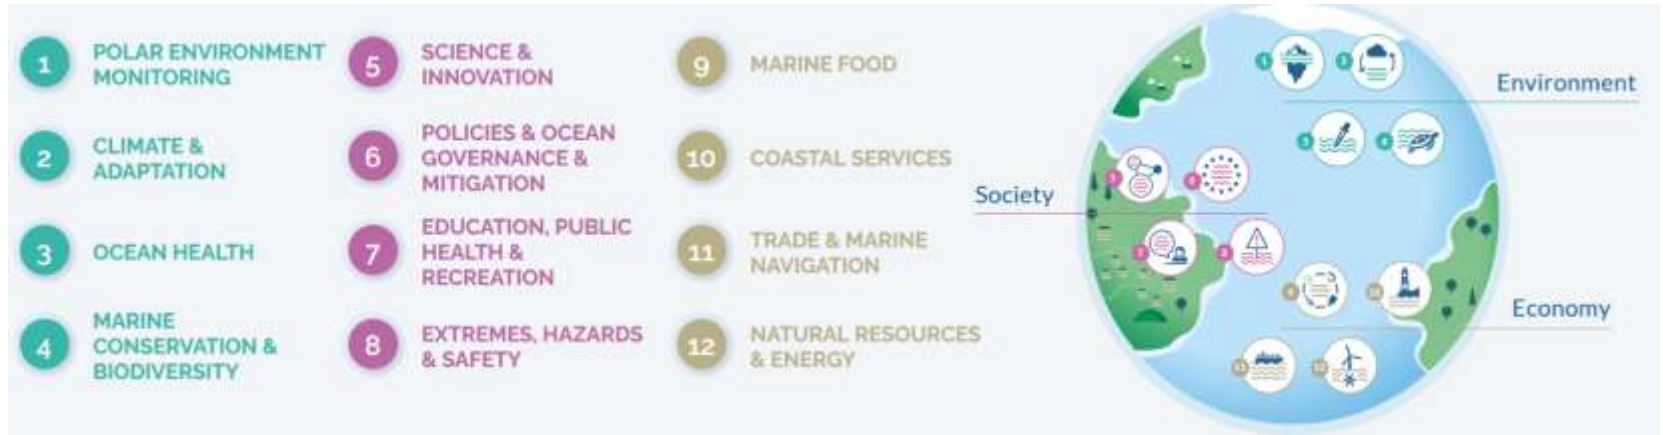 1
POLAR ENVIRONMENT
MONITORING
2
CLIMATE &
ADAPTATION
3
OCEAN HEALTH
4
MARINE
CONSERVATION &
BIODIVERSITY
5
SCIENCE &
INNOVATION
6
POLICIES & OCEAN
GOVERNANCE &
MITIGATION
7
EDUCATION, PUBLIC
HEALTH &
RECREATION
8
EXTREMES, HAZARDS
& SAFETY
9
MARINE FOOD
10
COASTAL SERVICES
11
TRADE & MARINE
NAVIGATION
12
NATURAL RESOURCES
& ENERGY
Environment
Society
Economy